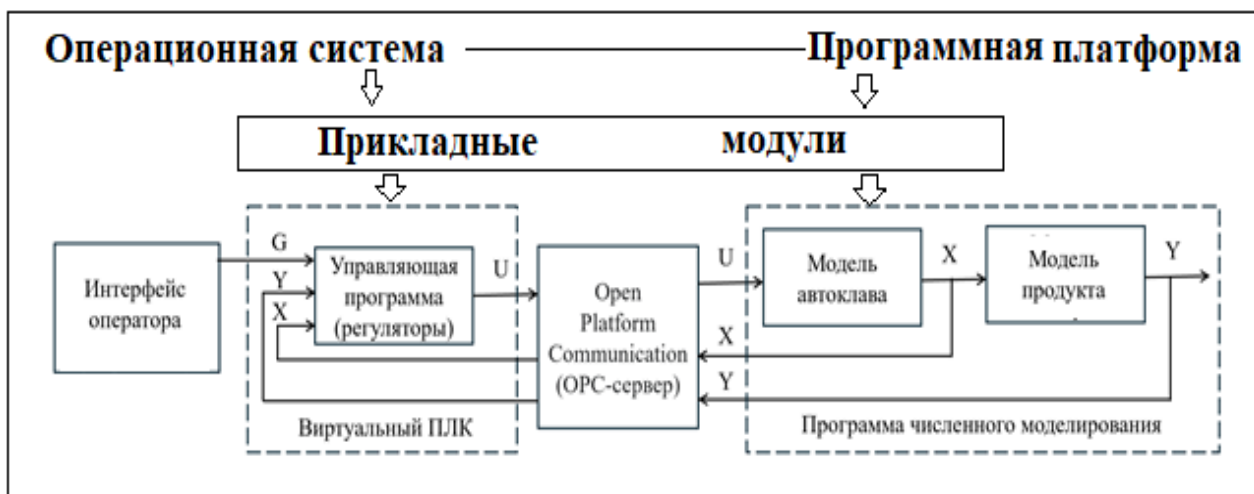 Операционная система
Программная платформа
Прикладные модули
G
Y
X
Интерфейс
оператора
Управляющая
программа
(регуляторы)
U
Виртуальный ПЛК
Open
Platform
Communication
(OPC-сервер)
U
X
Y
Модель
автоклава
X
Модель
продукта
Y
Программа численного моделирования